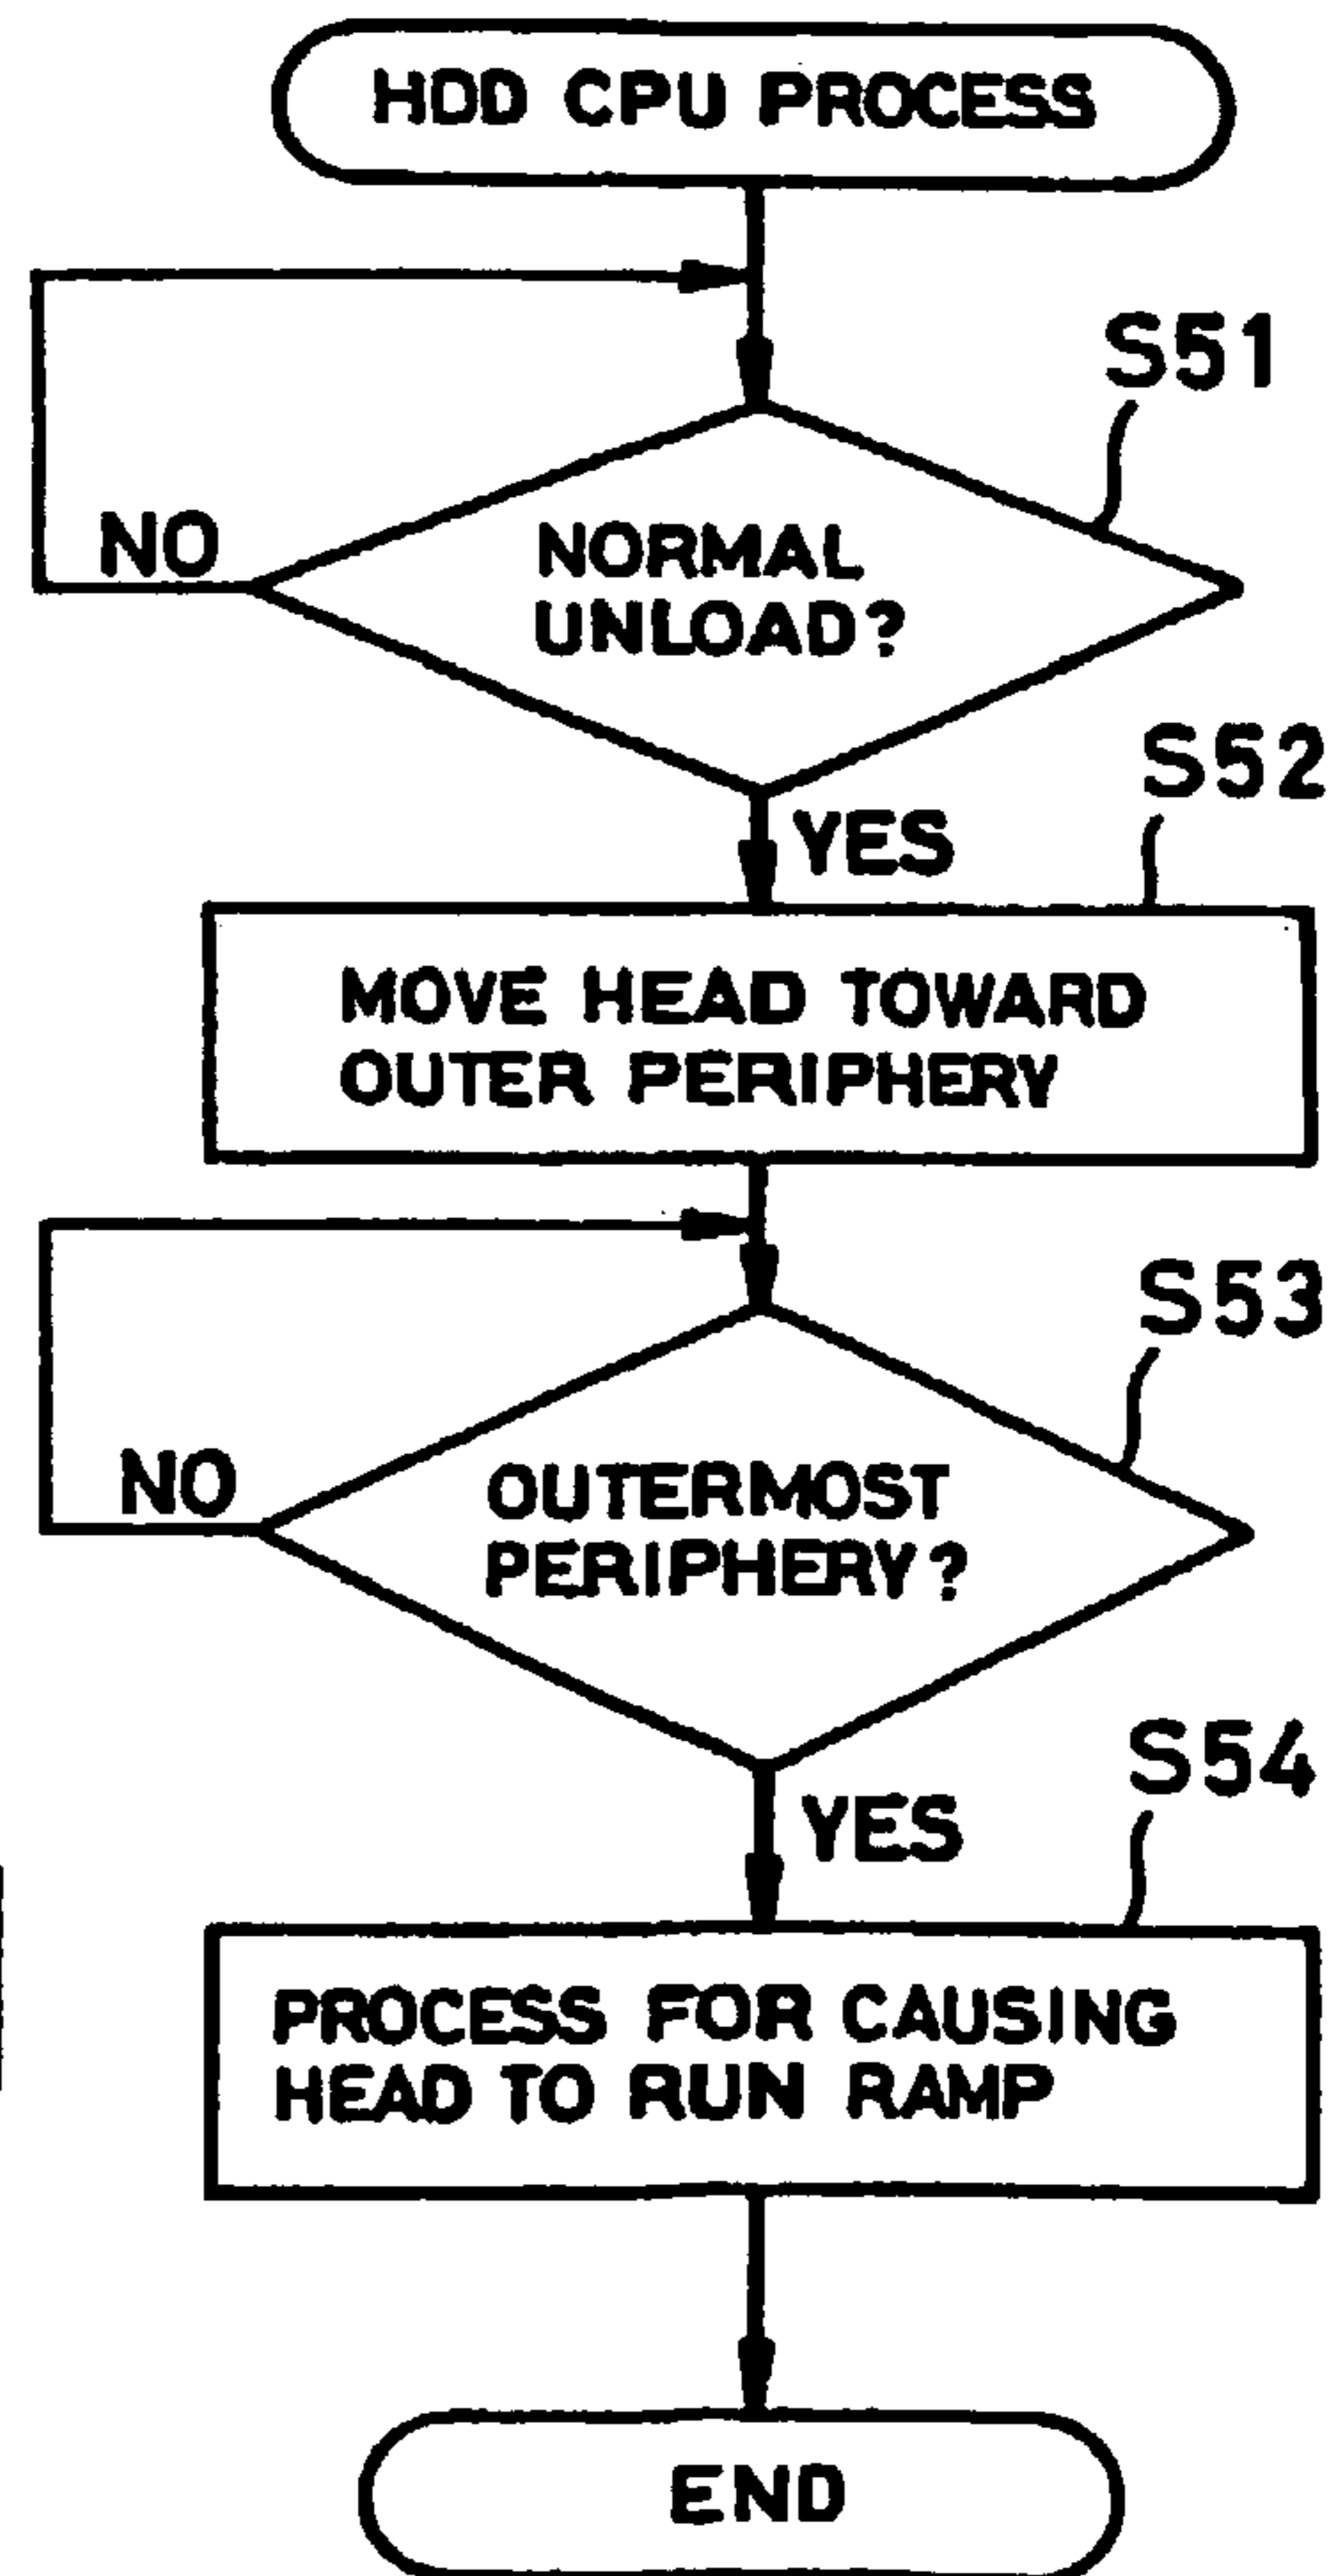 HDD CPU PROCESS
S51
NO
NORMAL
UNLOAD?
S52
YES
MOVE HEAD TOWARD
OUTER PERIPHERY
S53
NO
OUTERMOST
PERIPHERY?
S54
YES
PROCESS FOR CAUSING
HEAD TO RUN RAMP
END